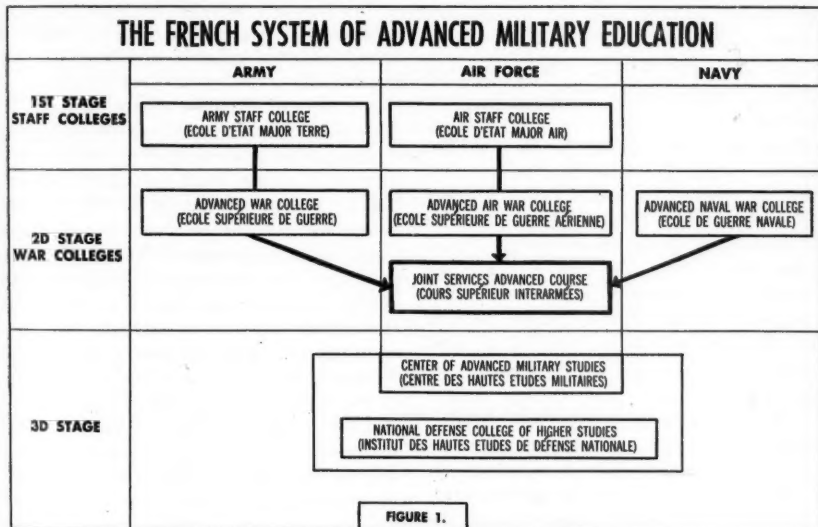 THE FRENCH SYSTEM OF ADVANCED MILITARY EDUCATION
ARMY
AIR FORCE
NAVY
1ST STAGE
STAFF COLLEGES
ARMY STAFF COLLEGE
(ECOLE D'ETAT MAJOR TERRE)
AIR STAFF COLLEGE
(ECOLE D'ETAT MAJOR AIR)
2D STAGE
WAR COLLEGES
ADVANCED WAR COLLEGE
(ECOLE SUPÉRIEURE DE GUERRE)
ADVANCED AIR WAR COLLEGE
(ECOLE SUPÉRIEURE DE GUERRE AÉRIENNE)
ADVANCED NAVAL WAR COLLEGE
(ECOLE DE GUERRE NAVALE)
JOINT SERVICES ADVANCED COURSE
(COURS SUPÉRIEUR INTERARMÉES)
3D STAGE
CENTER OF ADVANCED MILITARY STUDIES
(CENTRE DES HAUTES ETUDES MILITAIRES)
NATIONAL DEFENSE COLLEGE OF HIGHER STUDIES
(INSTITUT DES HAUTES ETUDES DE DÉFENSE NATIONALE)
FIGURE 1.